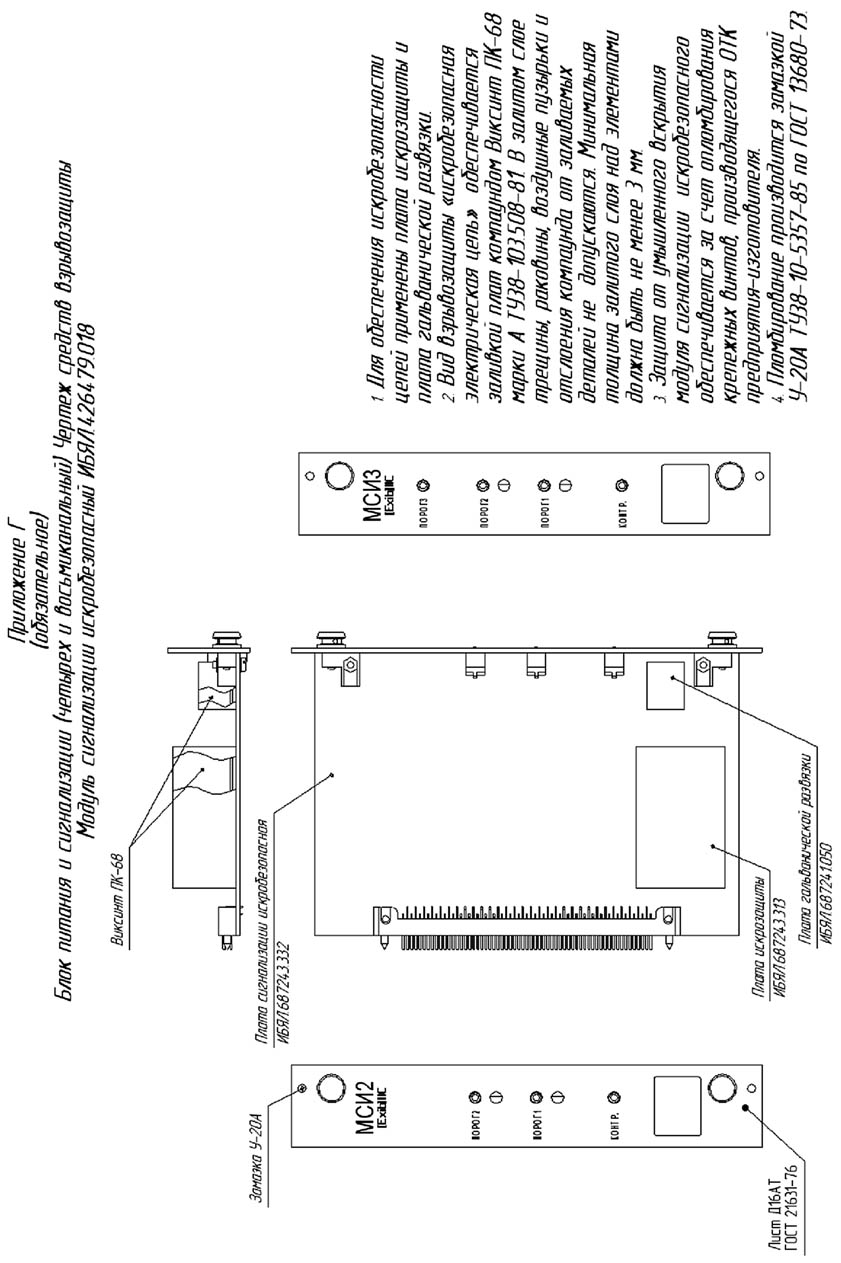 Приложение Г
(обязательное)
Блок питания и сигнализации (четырех и восьмиканальный) Чертеж средств взрывозащиты
Модуль сигнализации искробезопасный ИБЯЛ.426479.018
Виксинт ПК-68
Плата сигнализации искробезопасная
ИБЯЛ.687243.332
Плата искрозащиты
ИБЯЛ.687243.313
Плата гальванической развязки
ИБЯЛ.687241.050
Замазка У-20А
Лист Д16АТ
ГОСТ 21631-76
МСИ2
[Exib]IIC
ПОРОГ2
ПОРОГ1
КОНТР.
МСИ3
[Exib]IIC
ПОРОГ3
ПОРОГ2
ПОРОГ1
КОНТР.
1 Для обеспечения искробезопасности
цепей применены плата искрозащиты и
плата гальванической развязки.
2. Вид взрывозащиты «искробезопасная
электрическая цепь» обеспечивается
заливкой плат компаундом Виксинт ПК-68
марки А ТУ38-103508-81. В залитом слое
трещины, раковины, воздушные пузырьки и
отслоения компаунда от заливаемых
деталей не допускаются. Минимальная
толщина залитого слоя над элементами
должна быть не менее 3 мм.
3. Защита от умышленного вскрытия
модуля сигнализации искробезопасного
обеспечивается за счет опломбирования
крепежных винтов, производящегося ОТК
предприятия-изготовителя.
4. Пломбирование производится замазкой
У-20А ТУ38-10-5357-85 по ГОСТ 13680-73.